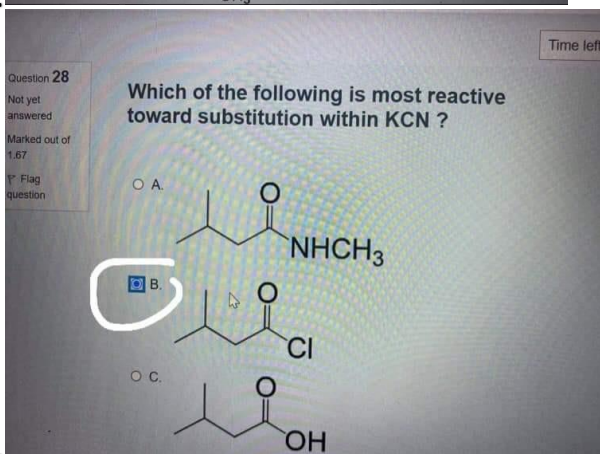 Time left
Question 28
Not yet
answered
Marked out of
1.67
Flag
question
Which of the following is most reactive
toward substitution within KCN ?
A.
O
NHCH3
B.
O
Cl
C.
O
OH